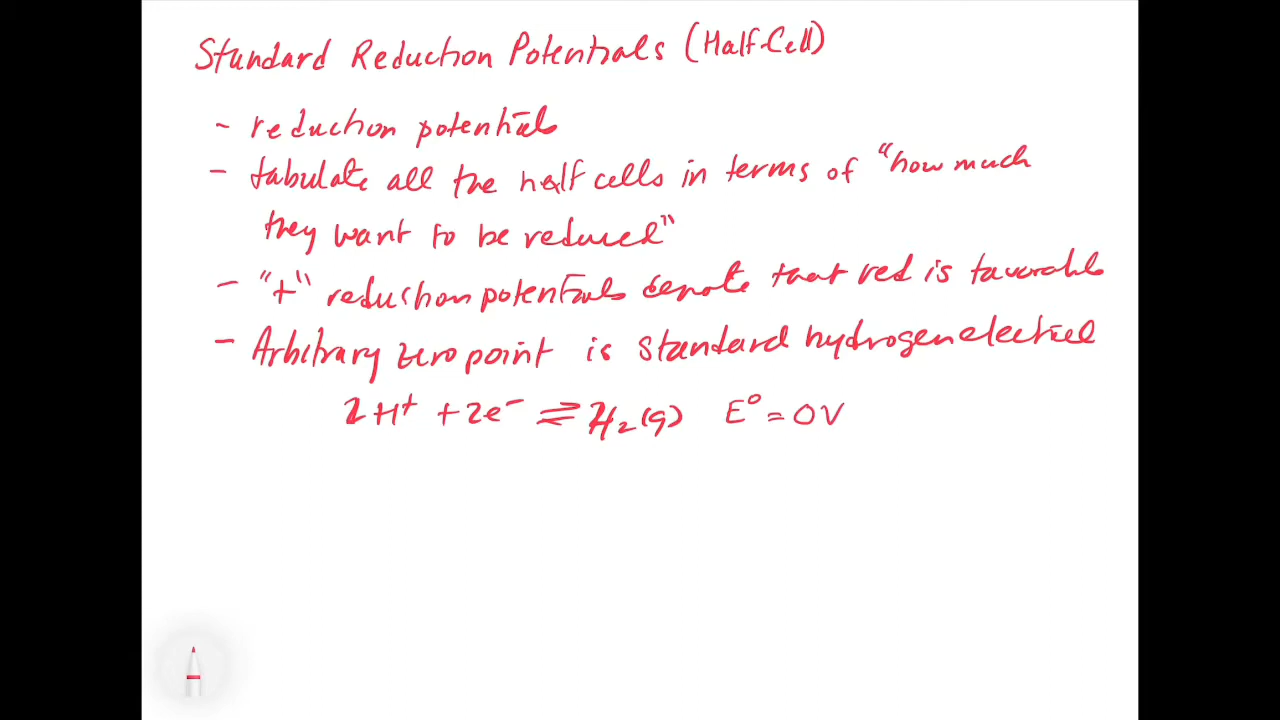 Standard Reduction Potentials (Half-Cell)
- reduction potentials
- tabulate all the half cells in terms of "how much
they want to be reduced"
- "+" reduction potentials denote that red is favorable
- Arbitrary zero point is standard hydrogen
2H⁺ + 2e⁻ ⇌ H₂(g) E° = 0V